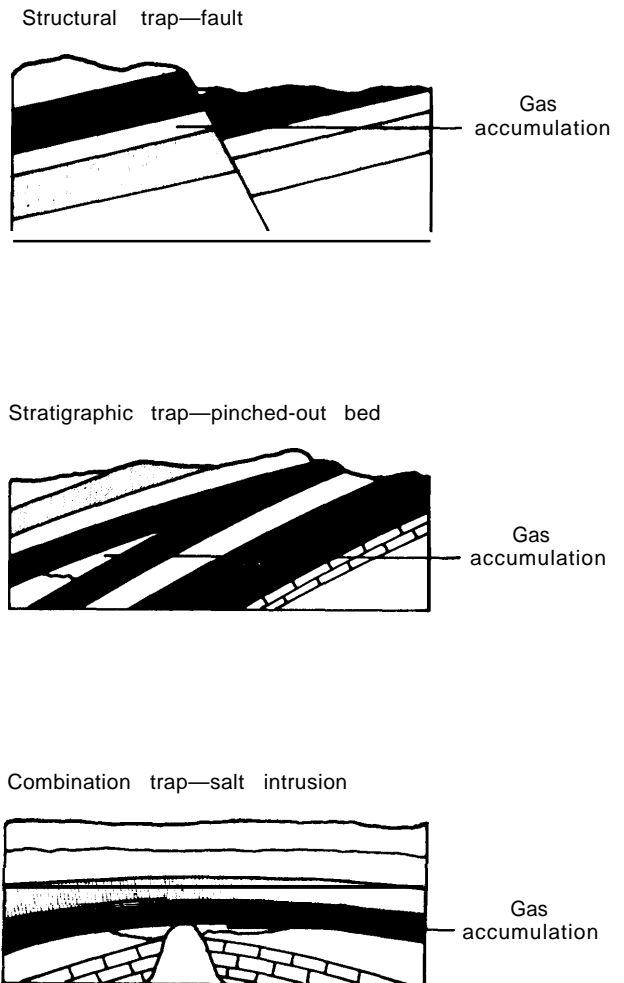 Structural trap—fault
Gas
accumulation
Stratigraphic trap—pinched-out bed
Gas
accumulation
Combination trap—salt intrusion
Gas
accumulation